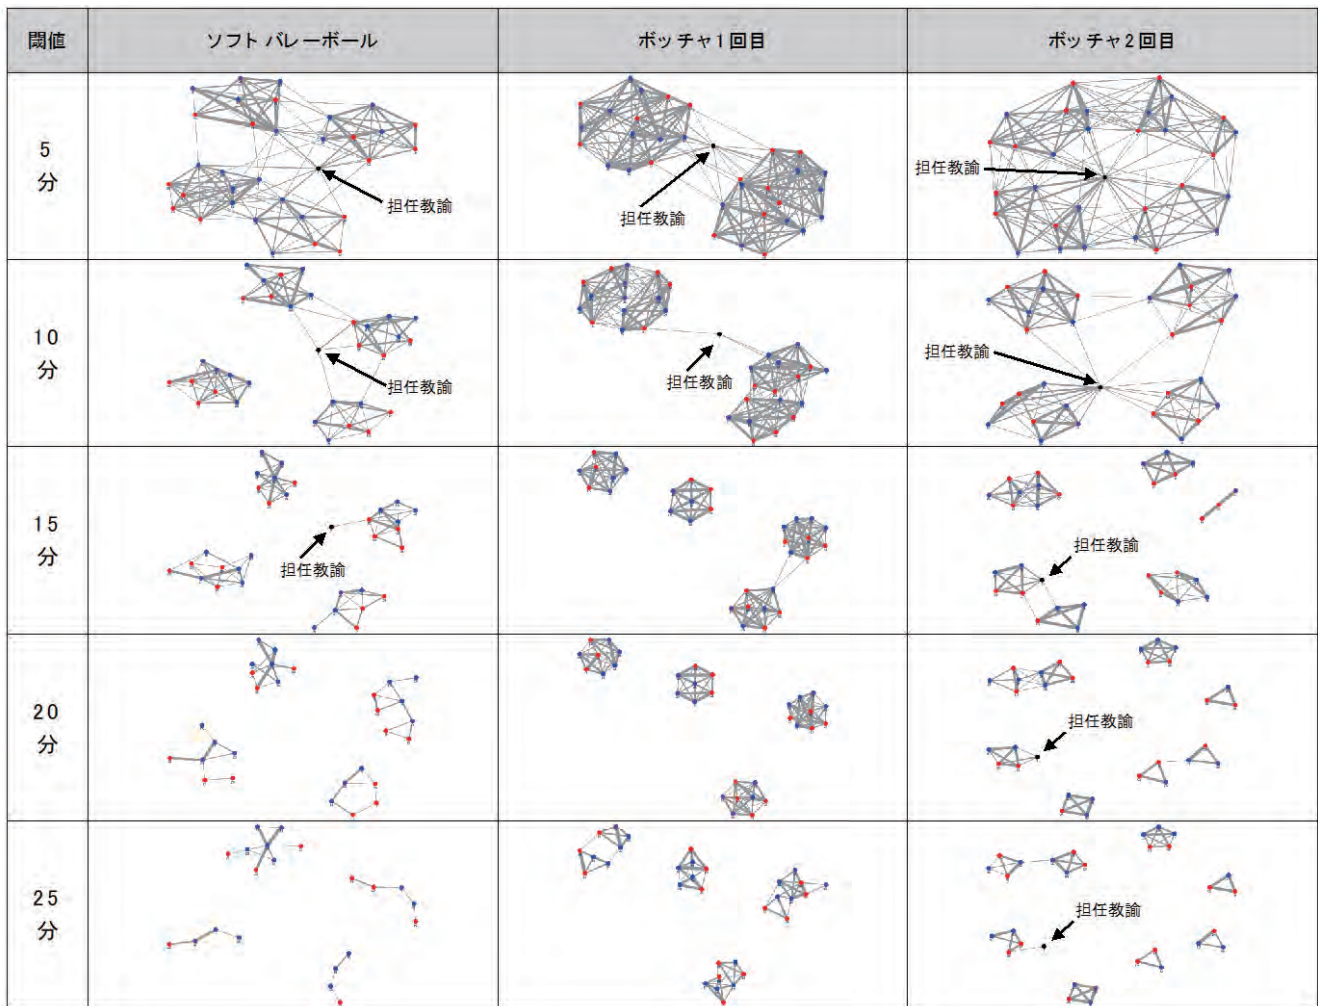 閾値
ソフトバレーボール
ボッチャ1回目
ボッチャ2回目
5
分
担任教諭
担任教諭
担任教諭
10
分
担任教諭
担任教諭
担任教諭
15
分
担任教諭
担任教諭
20
分
担任教諭
25
分
担任教諭